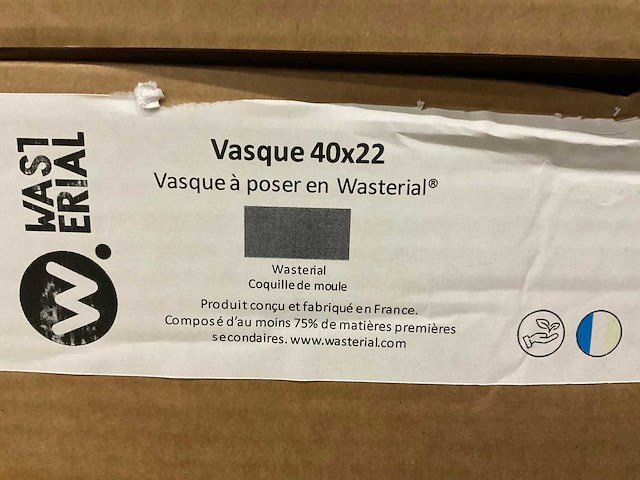 WAST
ERIAL
W.
Vasque 40x22
Vasque à poser en Wasterial®
Wasterial
Coquille de moule
Produit conçu et fabriqué en France.
Composé d'au moins 75% de matières premières
secondaires. www.wasterial.com